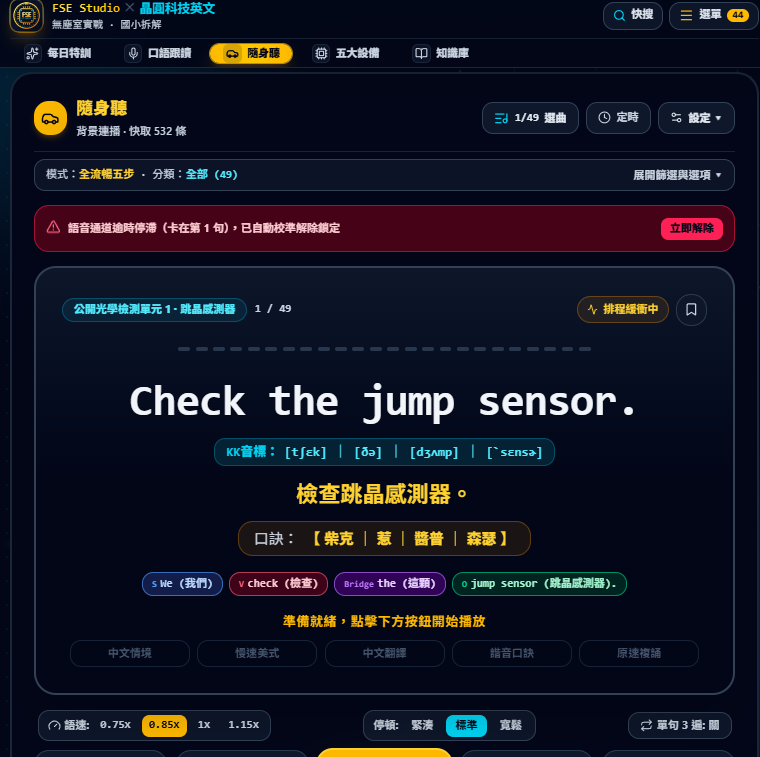 FSE Studio × 晶圓科技英文
無塵室實戰 · 國小拆解
快搜
選單 44
每日特訓
口語跟讀
隨身聽
五大設備
知識庫
隨身聽
背景連播 · 快取 532 條
1/49 選曲
定時
設定 ▾
模式：全流暢五步 · 分類：全部 (49)
展開篩選與選項 ▾
語音通道逾時停滯（卡在第 1 句），已自動校準解除鎖定
立即解除
公開光學檢測單元 1 · 跳晶感測器
1 / 49
排程緩衝中
Check the jump sensor.
KK音標： [tʃɛk] ｜ [ðə] ｜ [dʒʌmp] ｜ [ˋsɛnsɚ]
檢查跳晶感測器。
口訣： 【 柴克 ｜ 惹 ｜ 醬普 ｜ 森瑟 】
S We (我們)
V check (檢查)
Bridge the (這顆)
O jump sensor (跳晶感測器).
準備就緒，點擊下方按鈕開始播放
中文情境
慢速美式
中文翻譯
諧音口訣
原速複誦
語速: 0.75x 0.85x 1x 1.15x
停頓: 緊湊 標準 寬鬆
單句 3 遍: 關